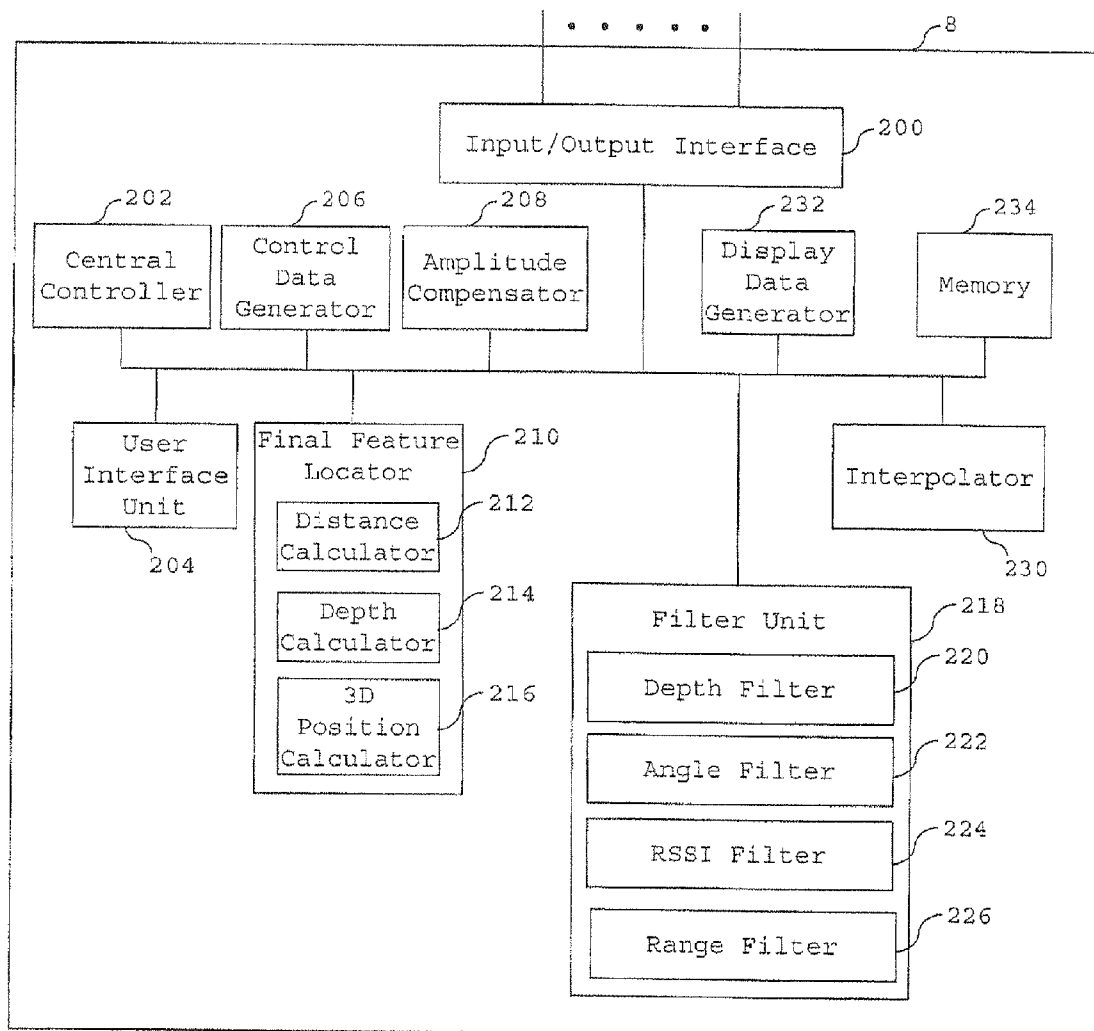 8
Input/Output Interface
200
202
206
208
232
234
Central
Controller
Control
Data
Generator
Amplitude
Compensator
Display
Data
Generator
Memory
User
Interface
Unit
204
Final Feature
Locator
210
Distance
Calculator
212
Depth
Calculator
214
3D
Position
Calculator
216
Interpolator
230
Filter Unit
218
Depth Filter
220
Angle Filter
222
RSSI Filter
224
Range Filter
226